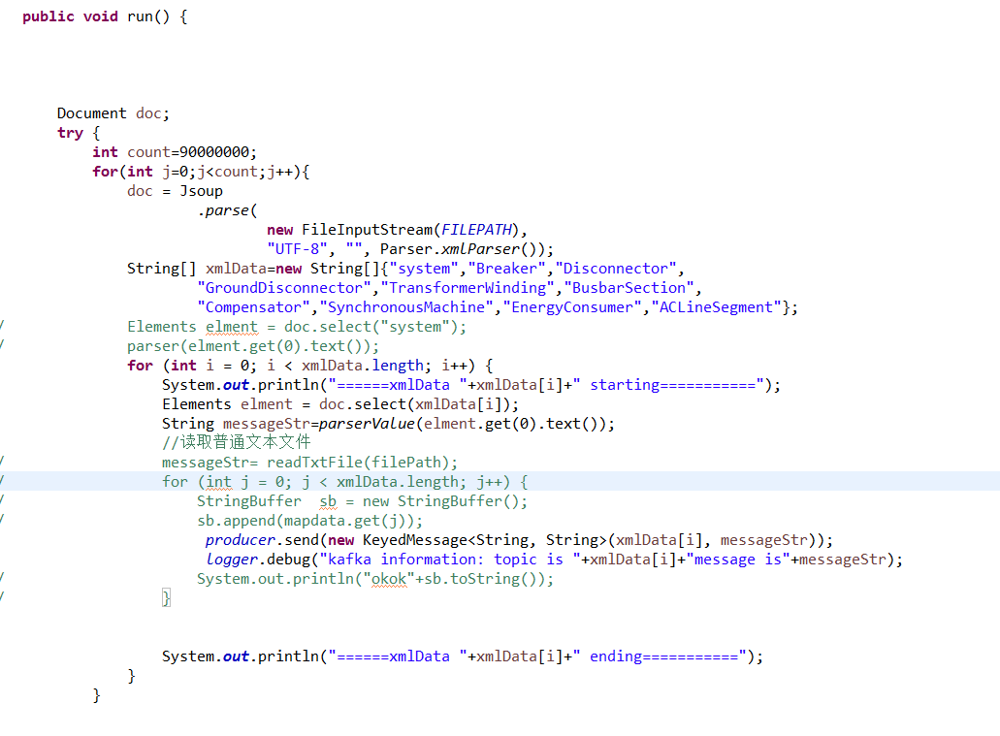 public void run() {
Document doc;
try {
int count=90000000;
for(int j=0;j<count;j++){
doc = Jsoup
.parse(
new FileInputStream(FILEPATH),
"UTF-8", "", Parser.xmlParser());
String[] xmlData=new String[]{"system","Breaker","Disconnector",
"GroundDisconnector","TransformerWinding","BusbarSection",
"Compensator","SynchronousMachine","EnergyConsumer","ACLineSegment"};
/ Elements elment = doc.select("system");
/ parser(elment.get(0).text());
for (int i = 0; i < xmlData.length; i++) {
System.out.println("======xmlData "+xmlData[i]+" starting===========");
Elements elment = doc.select(xmlData[i]);
String messageStr=parserValue(elment.get(0).text());
//读取普通文本文件
/ messageStr= readTxtFile(filePath);
/ for (int j = 0; j < xmlData.length; j++) {
/ StringBuffer  sb = new StringBuffer();
/ sb.append(mapdata.get(j));
producer.send(new KeyedMessage<String, String>(xmlData[i], messageStr));
logger.debug("kafka information: topic is "+xmlData[i]+"message is"+messageStr);
/ System.out.println("okok"+sb.toString());
/ }
System.out.println("======xmlData "+xmlData[i]+" ending===========");
}
}